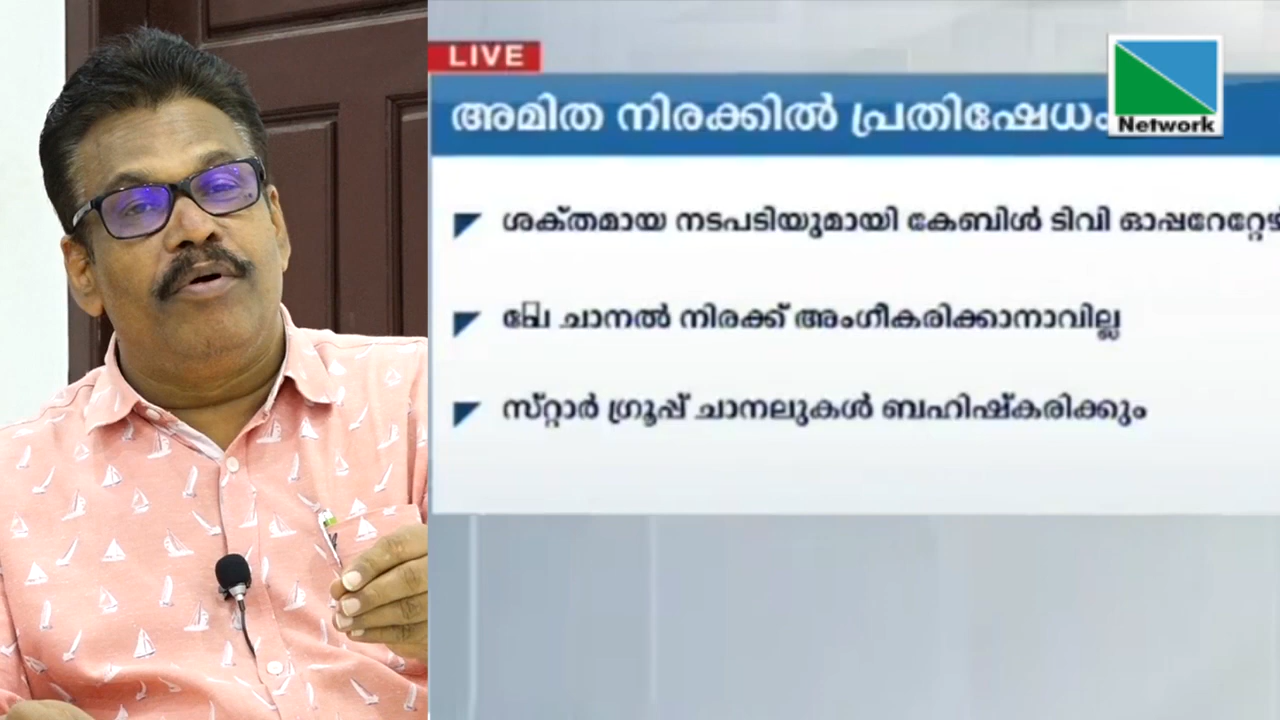 LIVE
അമിത നിരക്കിൽ പ്രതിഷേധം
Network
ശക്തമായ നടപടിയുമായി കേബിൾ ടിവി ഓപ്പറേറ്റേഴ്
ചാനൽ നിരക്ക് അംഗീകരിക്കാനാവില്ല
സ്റ്റാർ ഗ്രൂപ്പ് ചാനലുകൾ ബഹിഷ്കരിക്കും